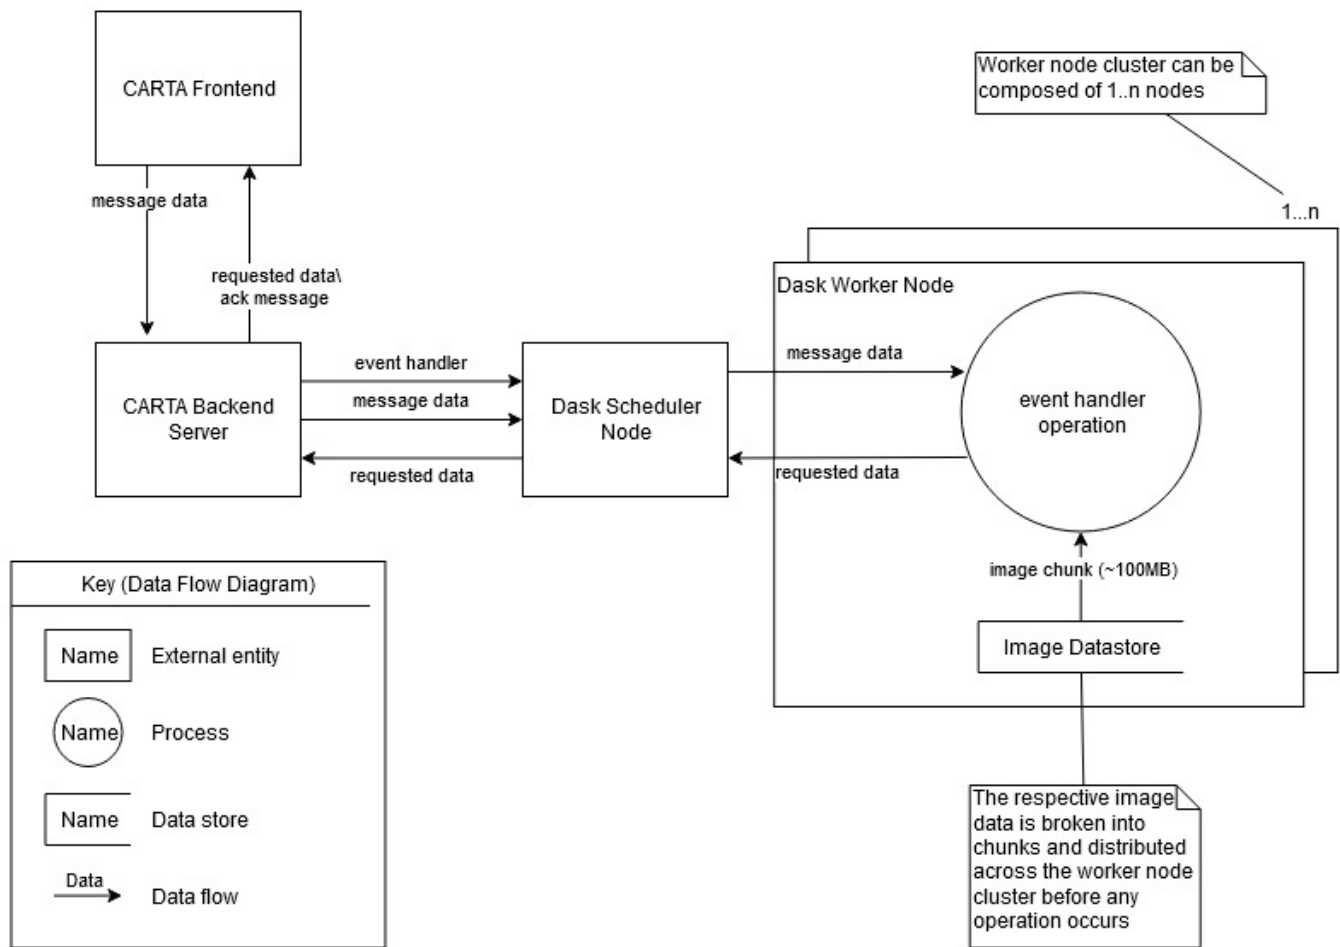 CARTA Frontend
Worker node cluster can be
composed of 1..n nodes
message data
1...n
requested data\
ack message
Dask Worker Node
CARTA Backend
Server
event handler
message data
requested data
Dask Scheduler
Node
message data
requested data
event handler
operation
image chunk (~100MB)
Image Datastore
Key (Data Flow Diagram)
Name
External entity
Name
Process
Name
Data store
Data
Data flow
The respective image
data is broken into
chunks and distributed
across the worker node
cluster before any
operation occurs